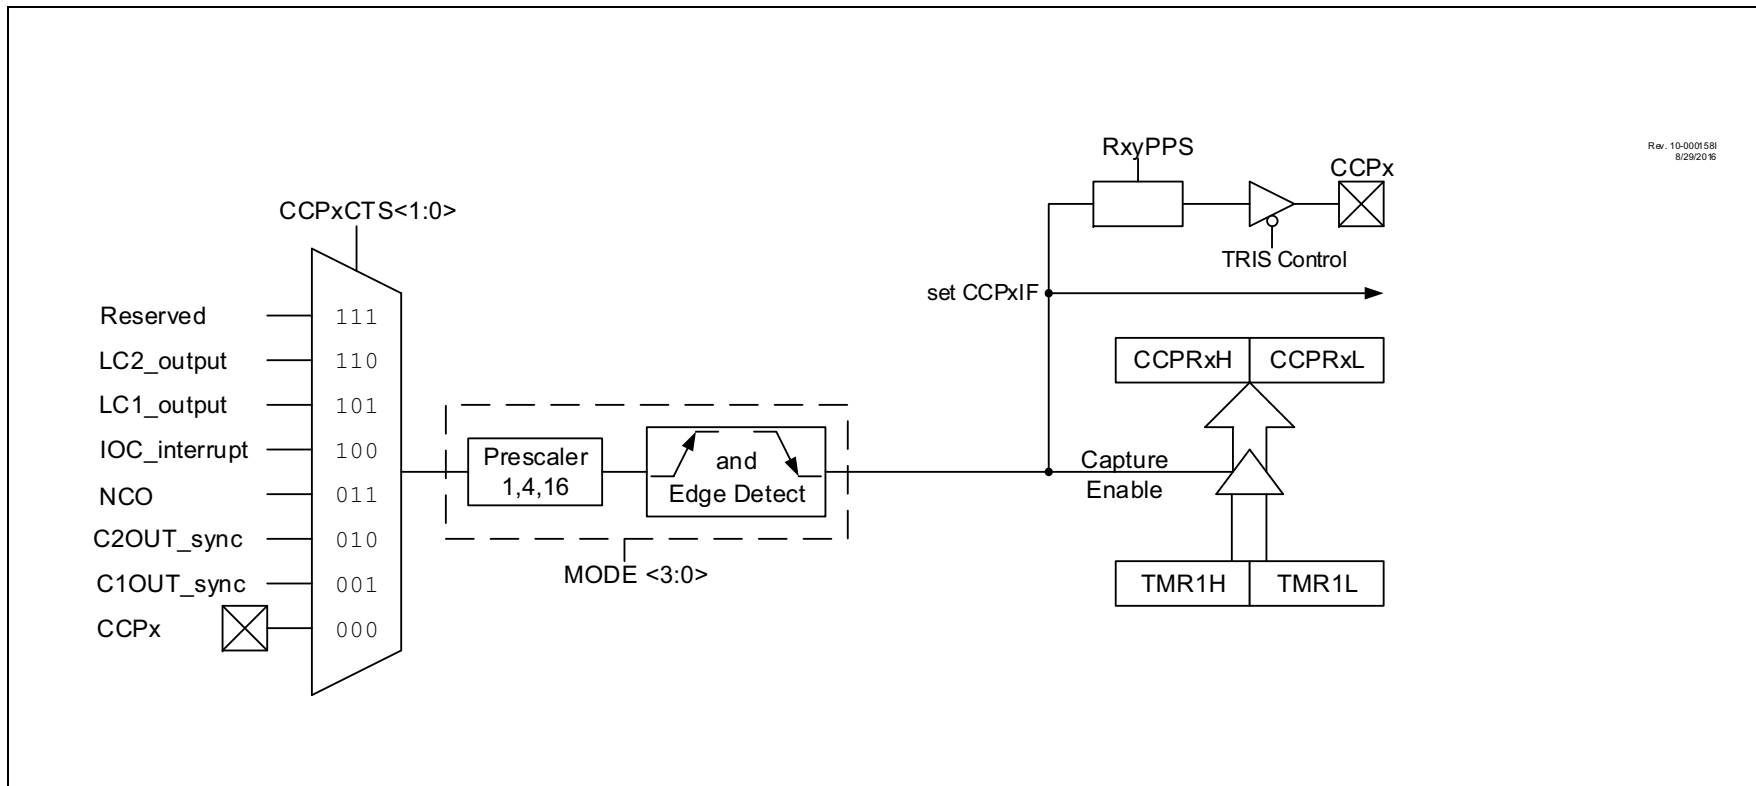 RxyPPS
CCPx
Rev. 10-000158I
8/29/2016
CCPxCTS<1:0>
TRIS Control
set CCPxIF
Reserved 111
LC2_output 110
LC1_output 101
IOC_interrupt 100
NCO 011
C2OUT_sync 010
C1OUT_sync 001
CCPx 000
Prescaler
1,4,16
and
Edge Detect
MODE <3:0>
Capture
Enable
CCPRxH CCPRxL
TMR1H TMR1L